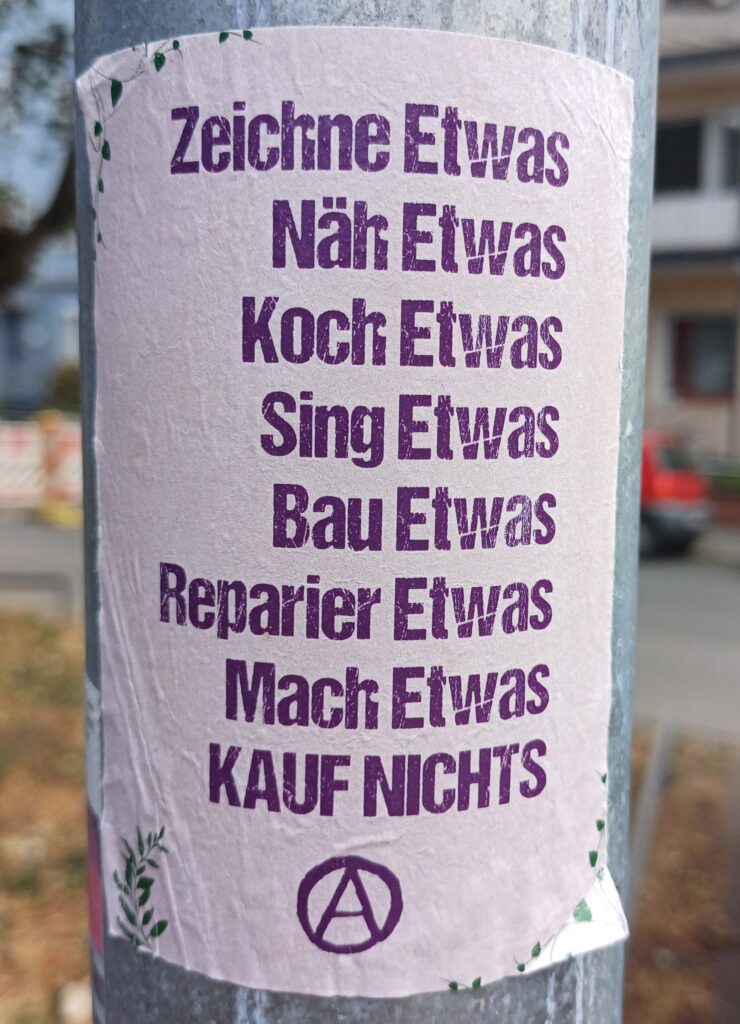 Zeichne Etwas
Näh Etwas
Koch Etwas
Sing Etwas
Bau Etwas
Reparier Etwas
Mach Etwas
KAUF NICHTS